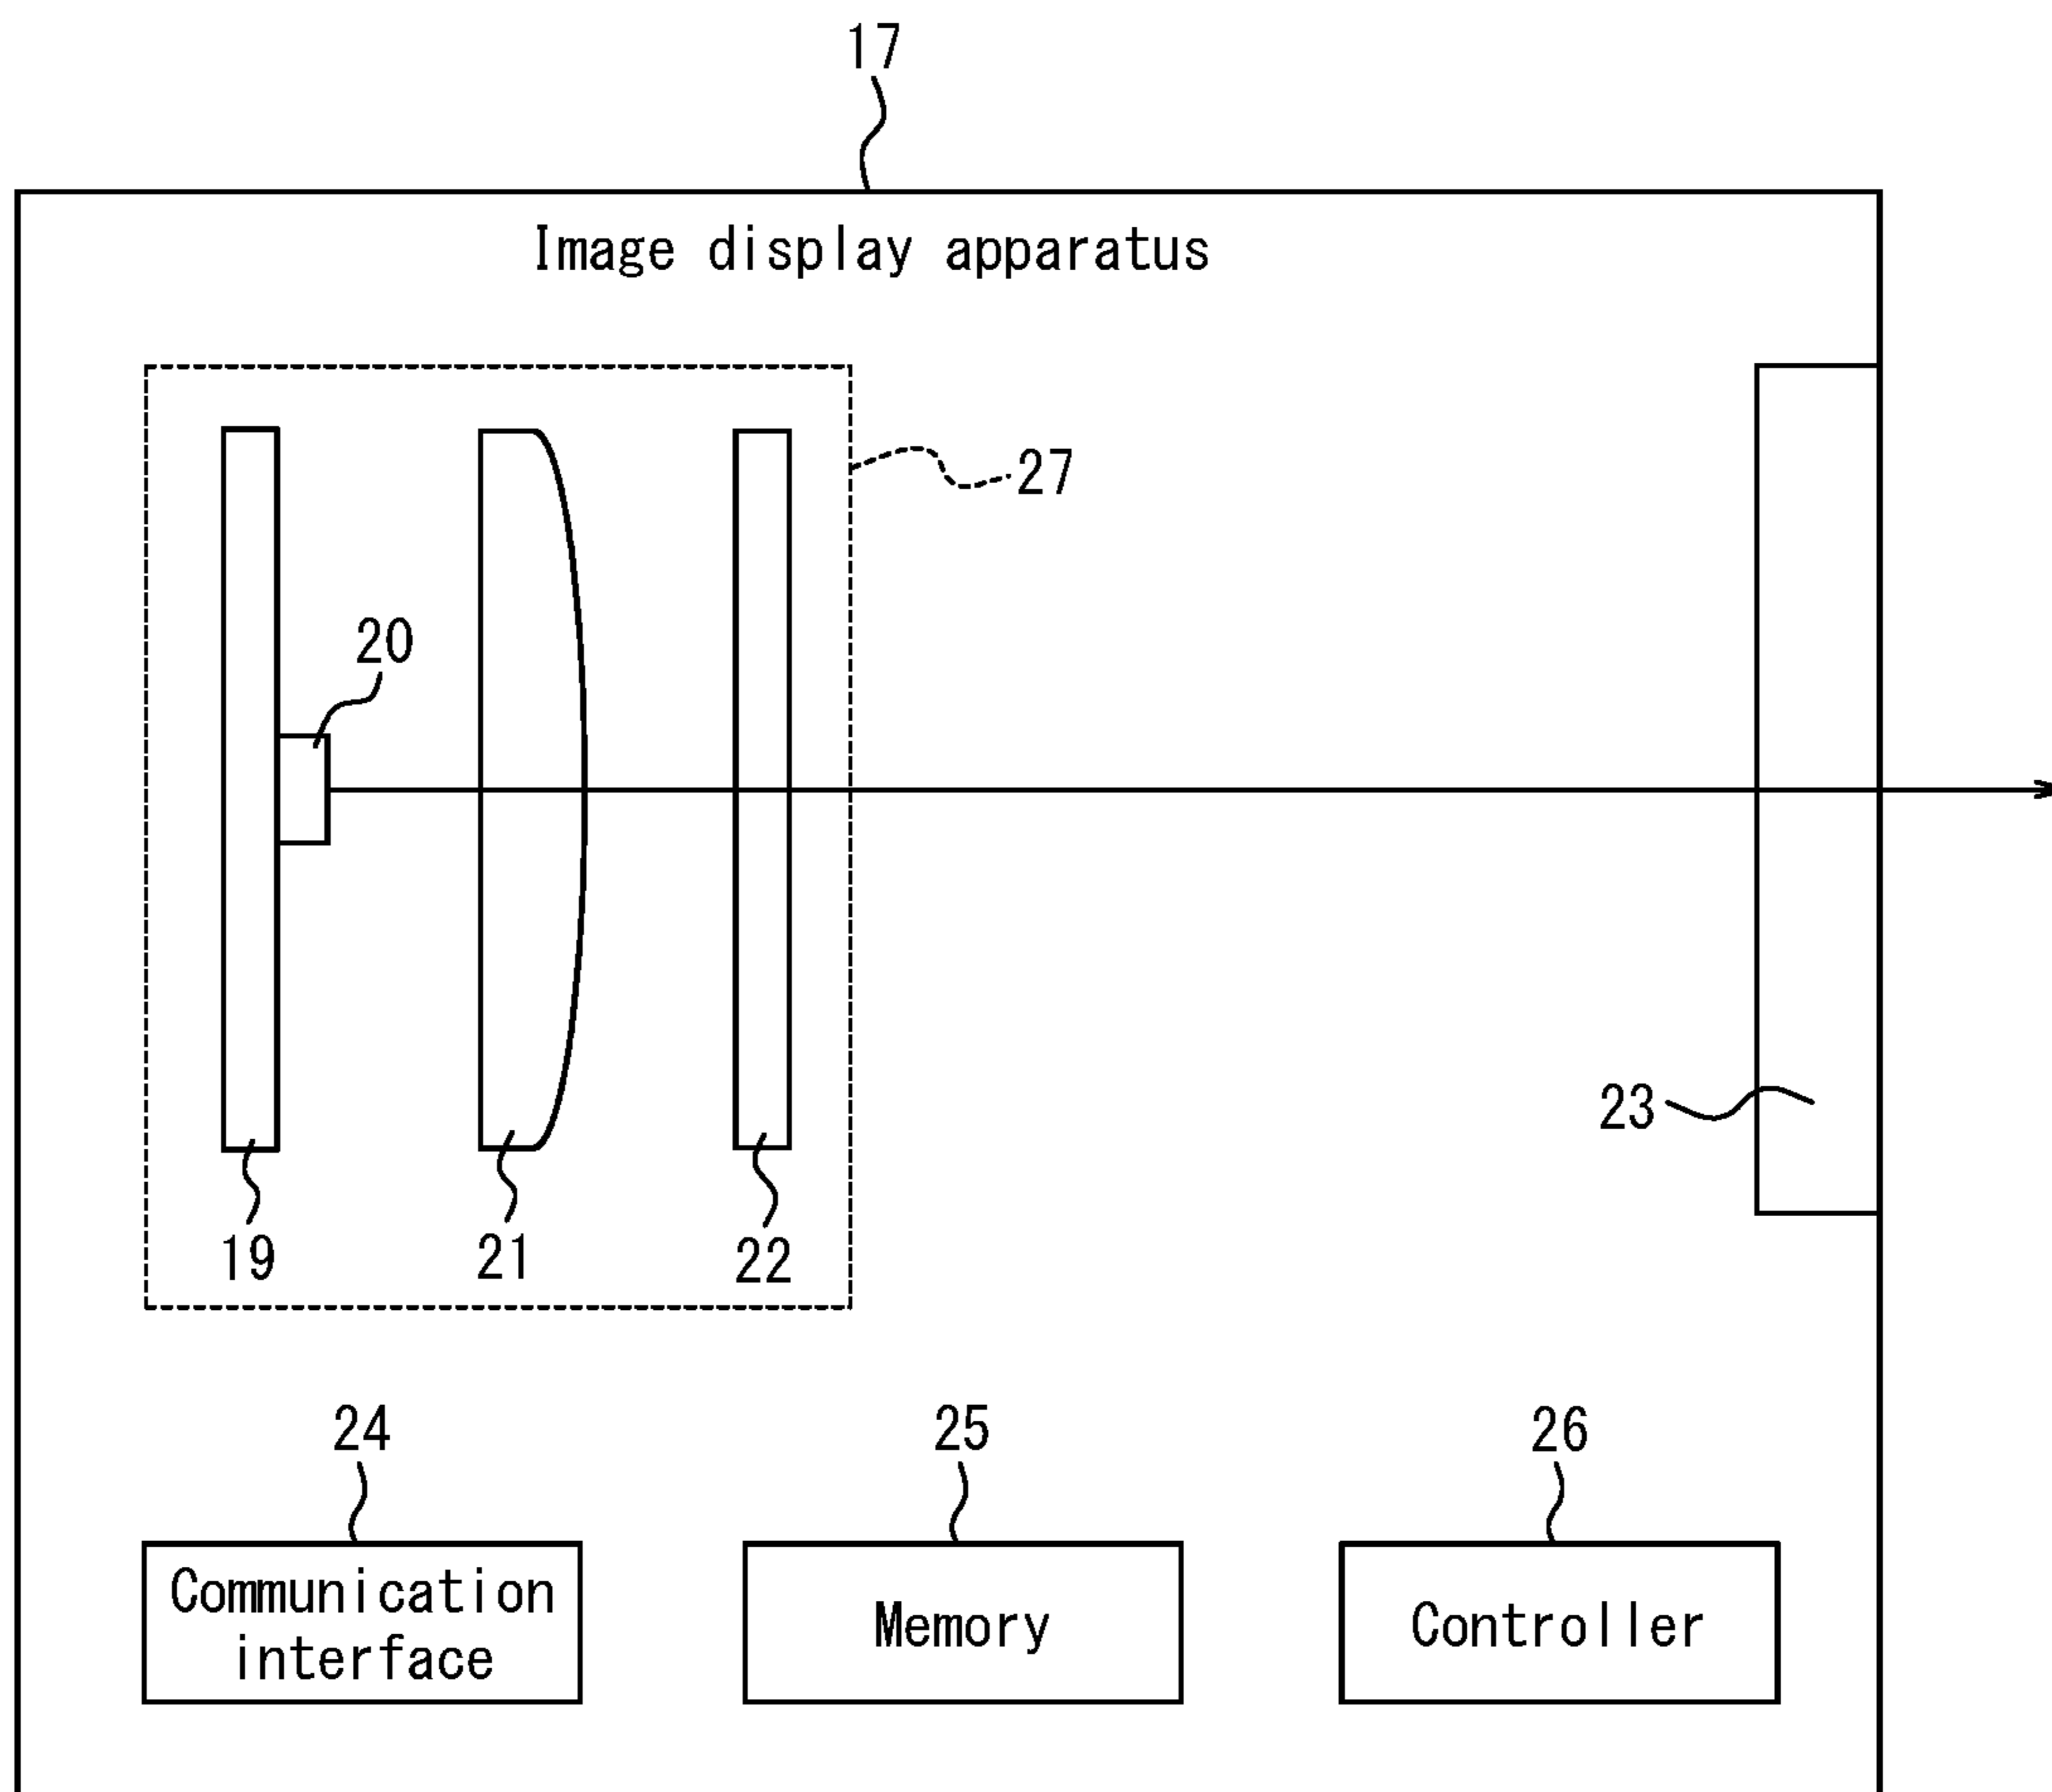 17
Image display apparatus
27
20
23
19
21
22
24
25
26
Communication
interface
Memory
Controller